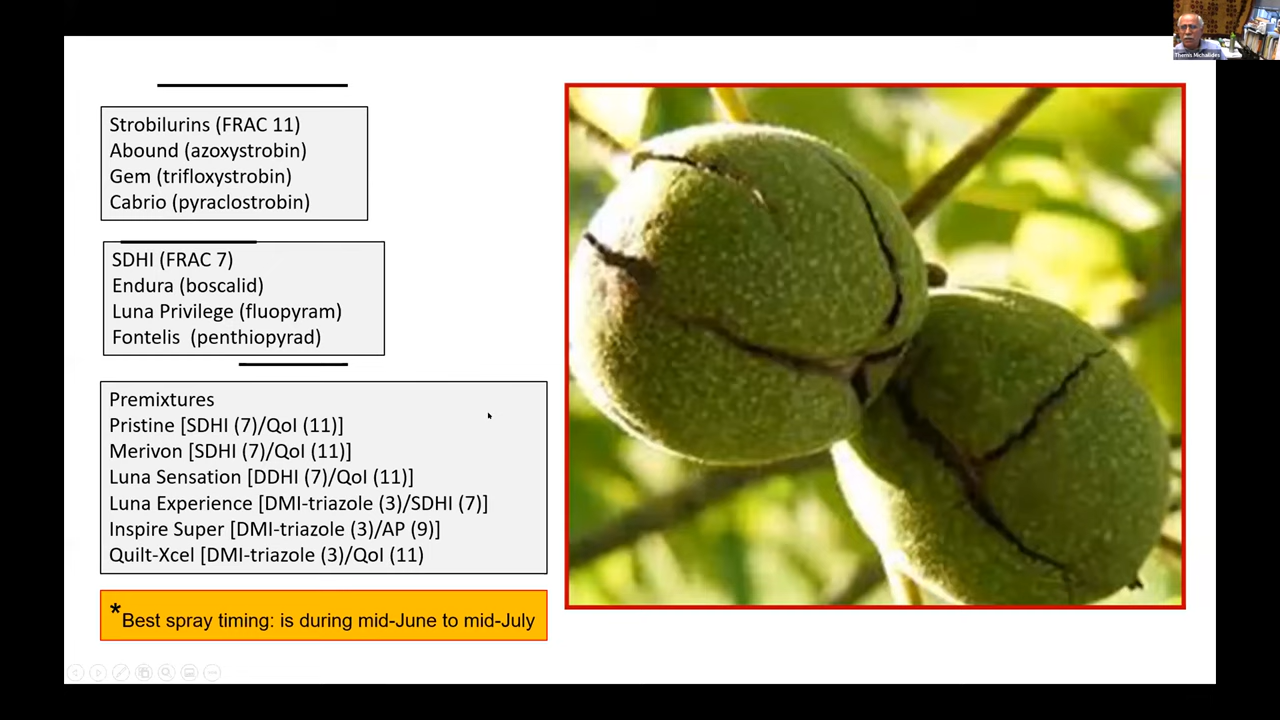 Strobilurins (FRAC 11)
Abound (azoxystrobin)
Gem (trifloxystrobin)
Cabrio (pyraclostrobin)
SDHI (FRAC 7)
Endura (boscalid)
Luna Privilege (fluopyram)
Fontelis (penthiopyrad)
Premixtures
Pristine [SDHI (7)/QoI (11)]
Merivon [SDHI (7)/QoI (11)]
Luna Sensation [DDHI (7)/QoI (11)]
Luna Experience [DMI-triazole (3)/SDHI (7)]
Inspire Super [DMI-triazole (3)/AP (9)]
Quilt-Xcel [DMI-triazole (3)/QoI (11)
*Best spray timing: is during mid-June to mid-July
Themis Michailides